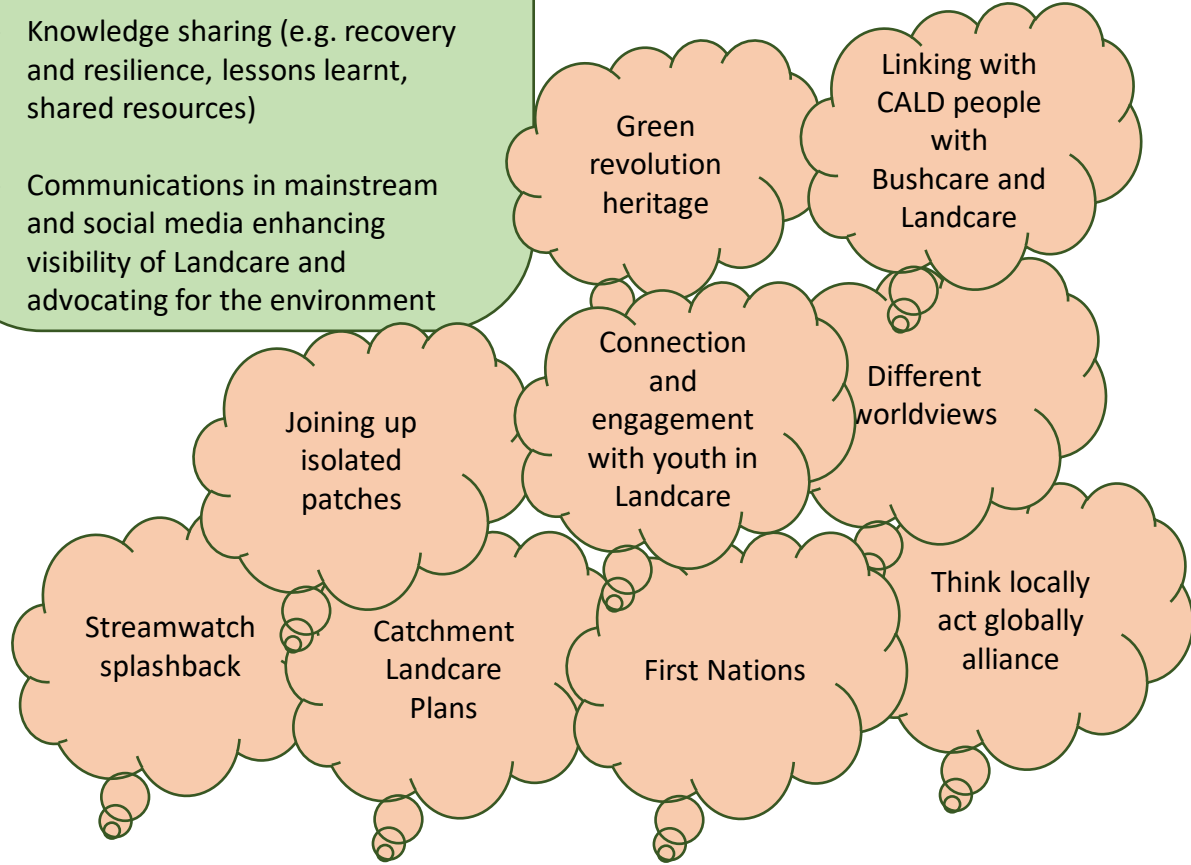 Knowledge sharing (e.g. recovery
and resilience, lessons learnt,
shared resources)
Communications in mainstream
and social media enhancing
visibility of Landcare and
advocating for the environment
Green
revolution
heritage
Linking with
CALD people
with
Bushcare and
Landcare
Joining up
isolated
patches
Connection
and
engagement
with youth in
Landcare
Different
worldviews
Streamwatch
splashback
Catchment
Landcare
Plans
First Nations
Think locally
act globally
alliance